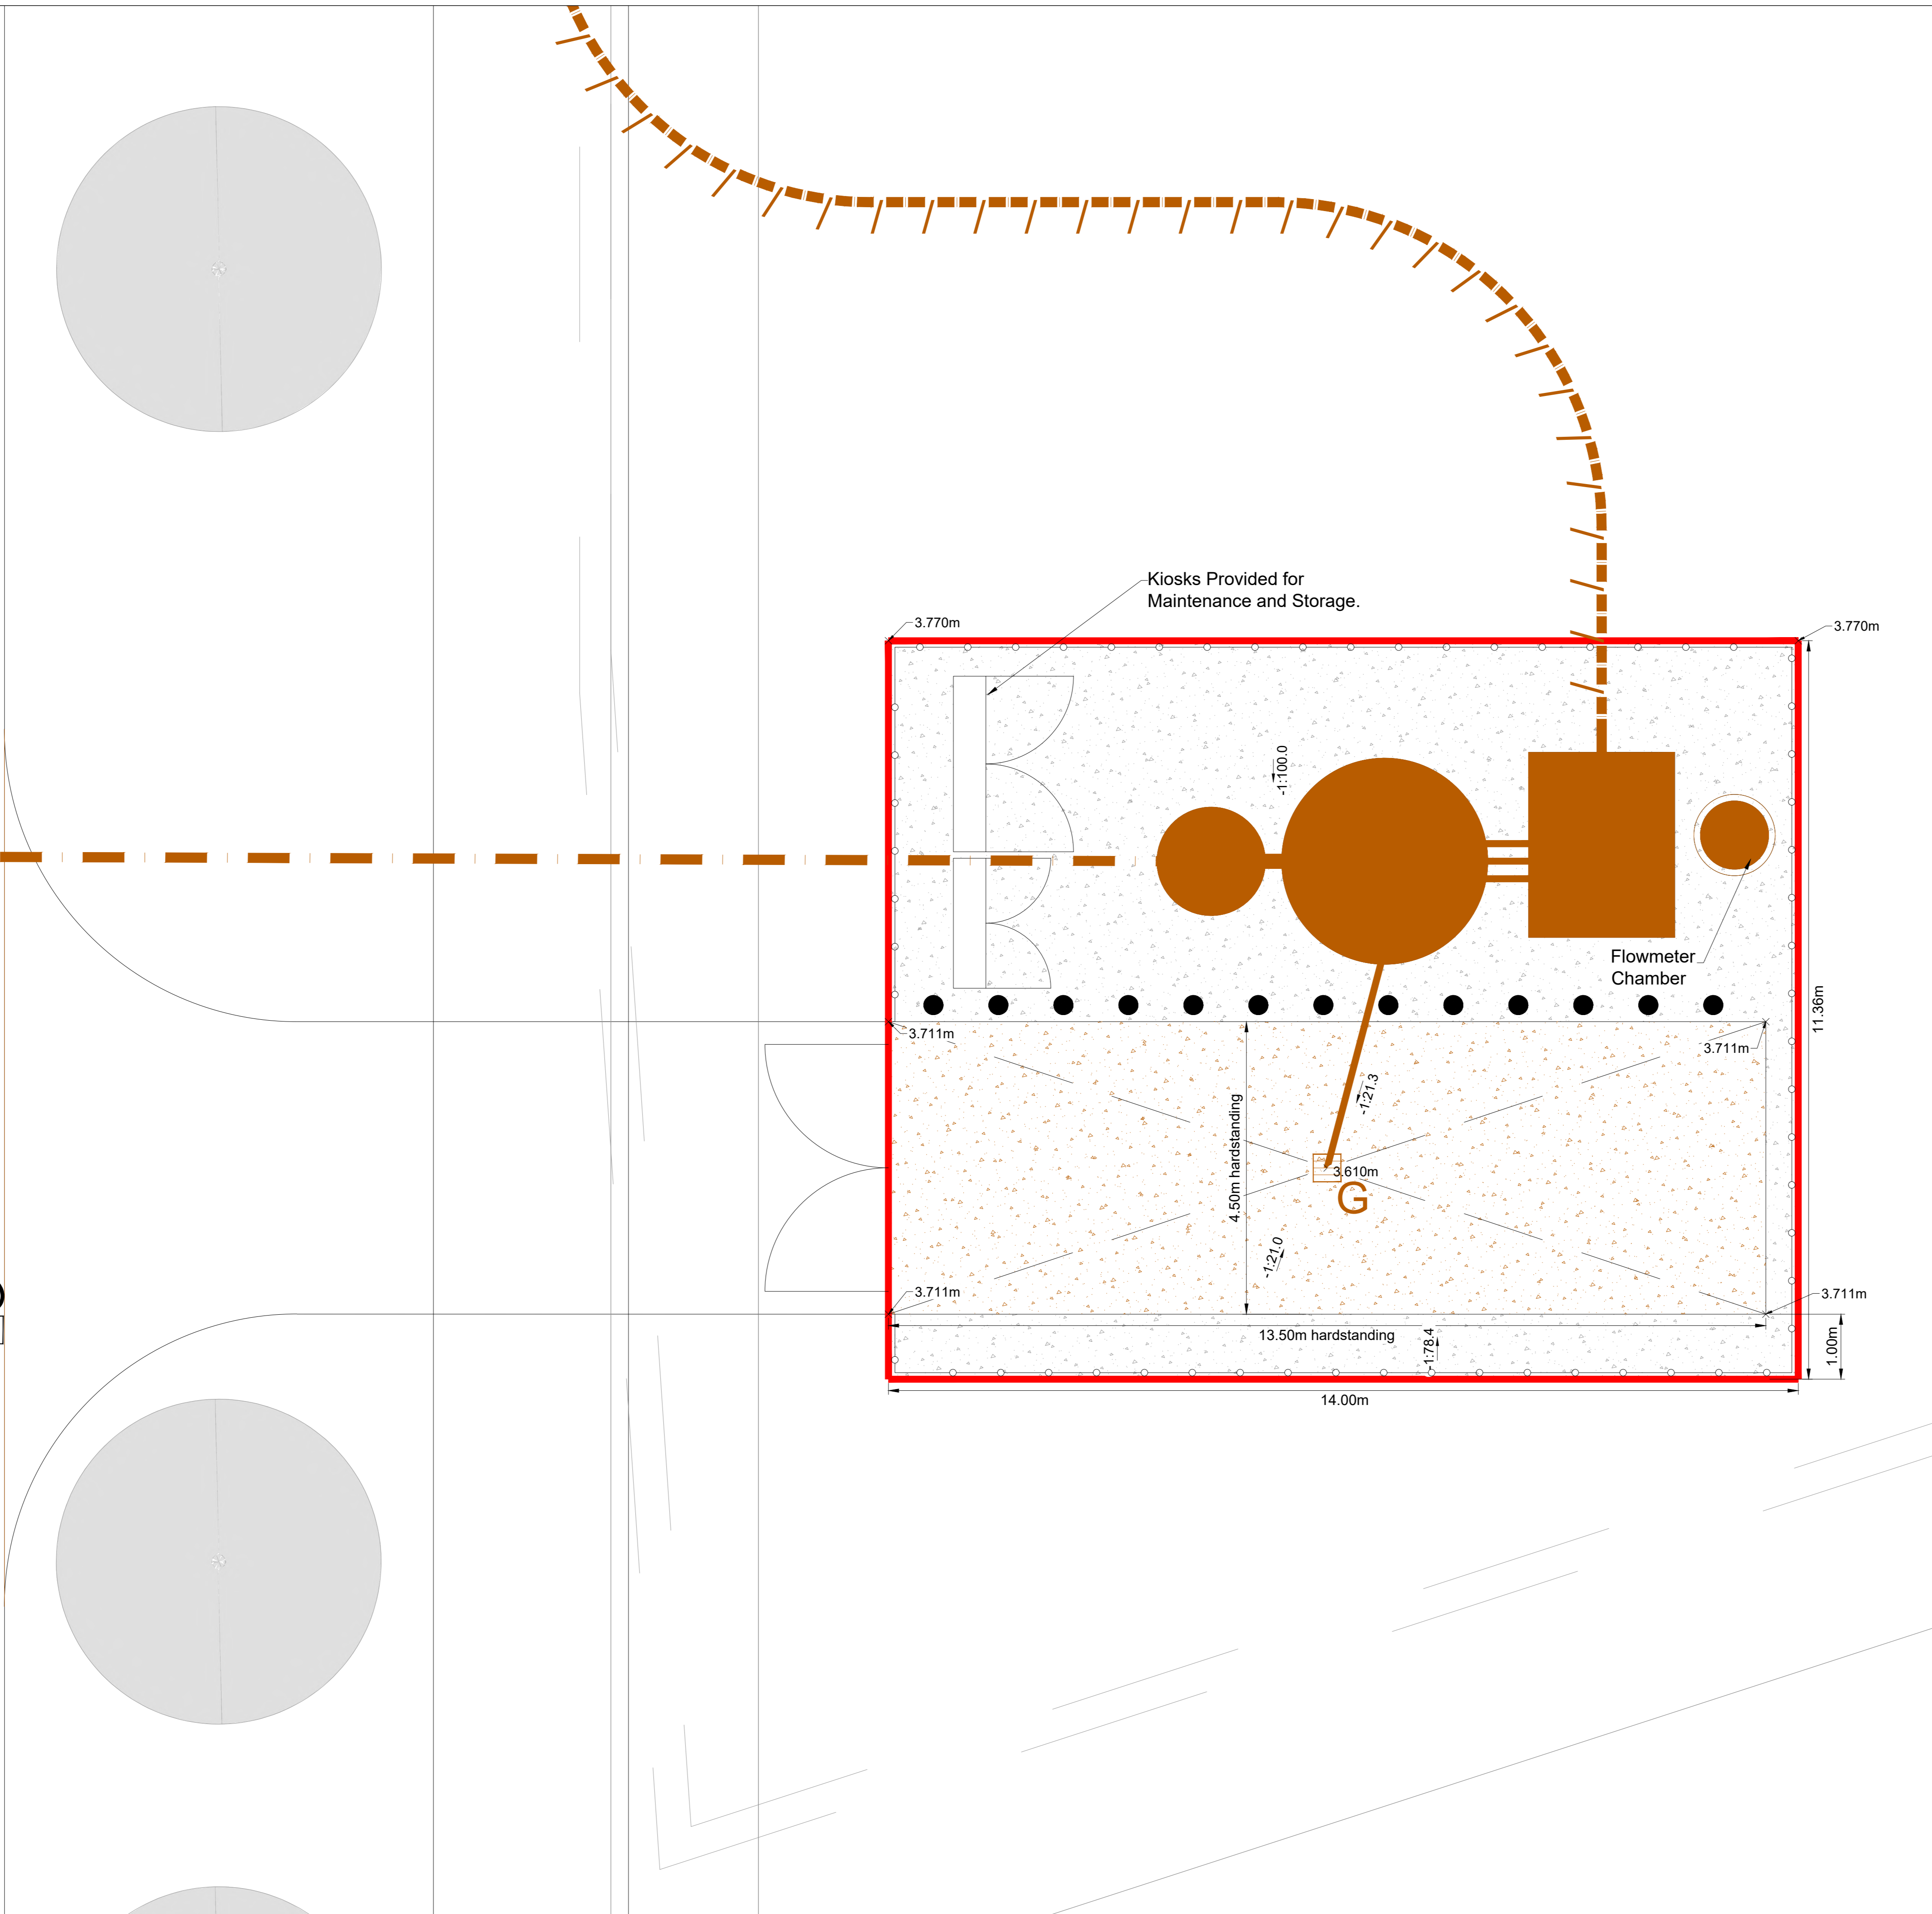 Kiosks Provided for
Maintenance and Storage.
3.770m
3.770m
-1:100.0
Flowmeter
Chamber
11.36m
3.711m
3.711m
-1:21.3
4.50m hardstanding
3.610m
G
-1:21.0
3.711m
3.711m
13.50m hardstanding
-1:78.4
1.00m
14.00m